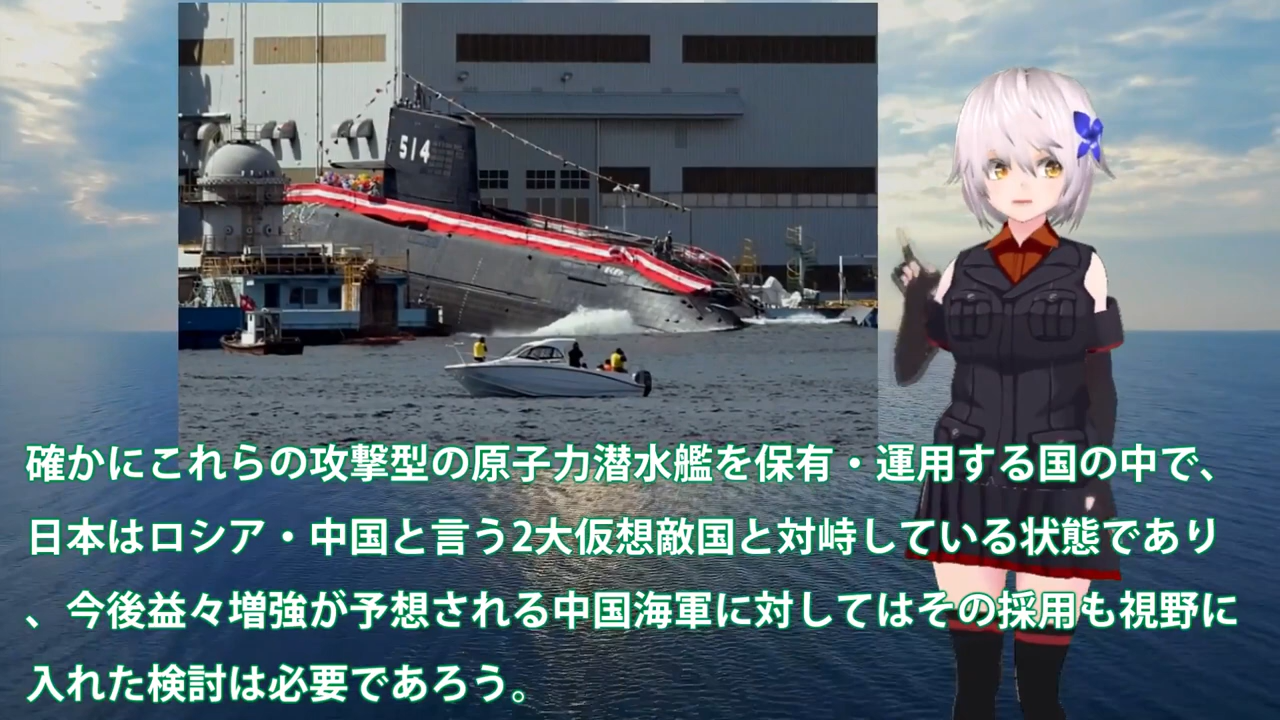 514
確かにこれらの攻撃型の原子力潜水艦を保有・運用する国の中で、
日本はロシア・中国と言う2大仮想敵国と対峙している状態であり
、今後益々増強が予想される中国海軍に対してはその採用も視野に
入れた検討は必要であろう。